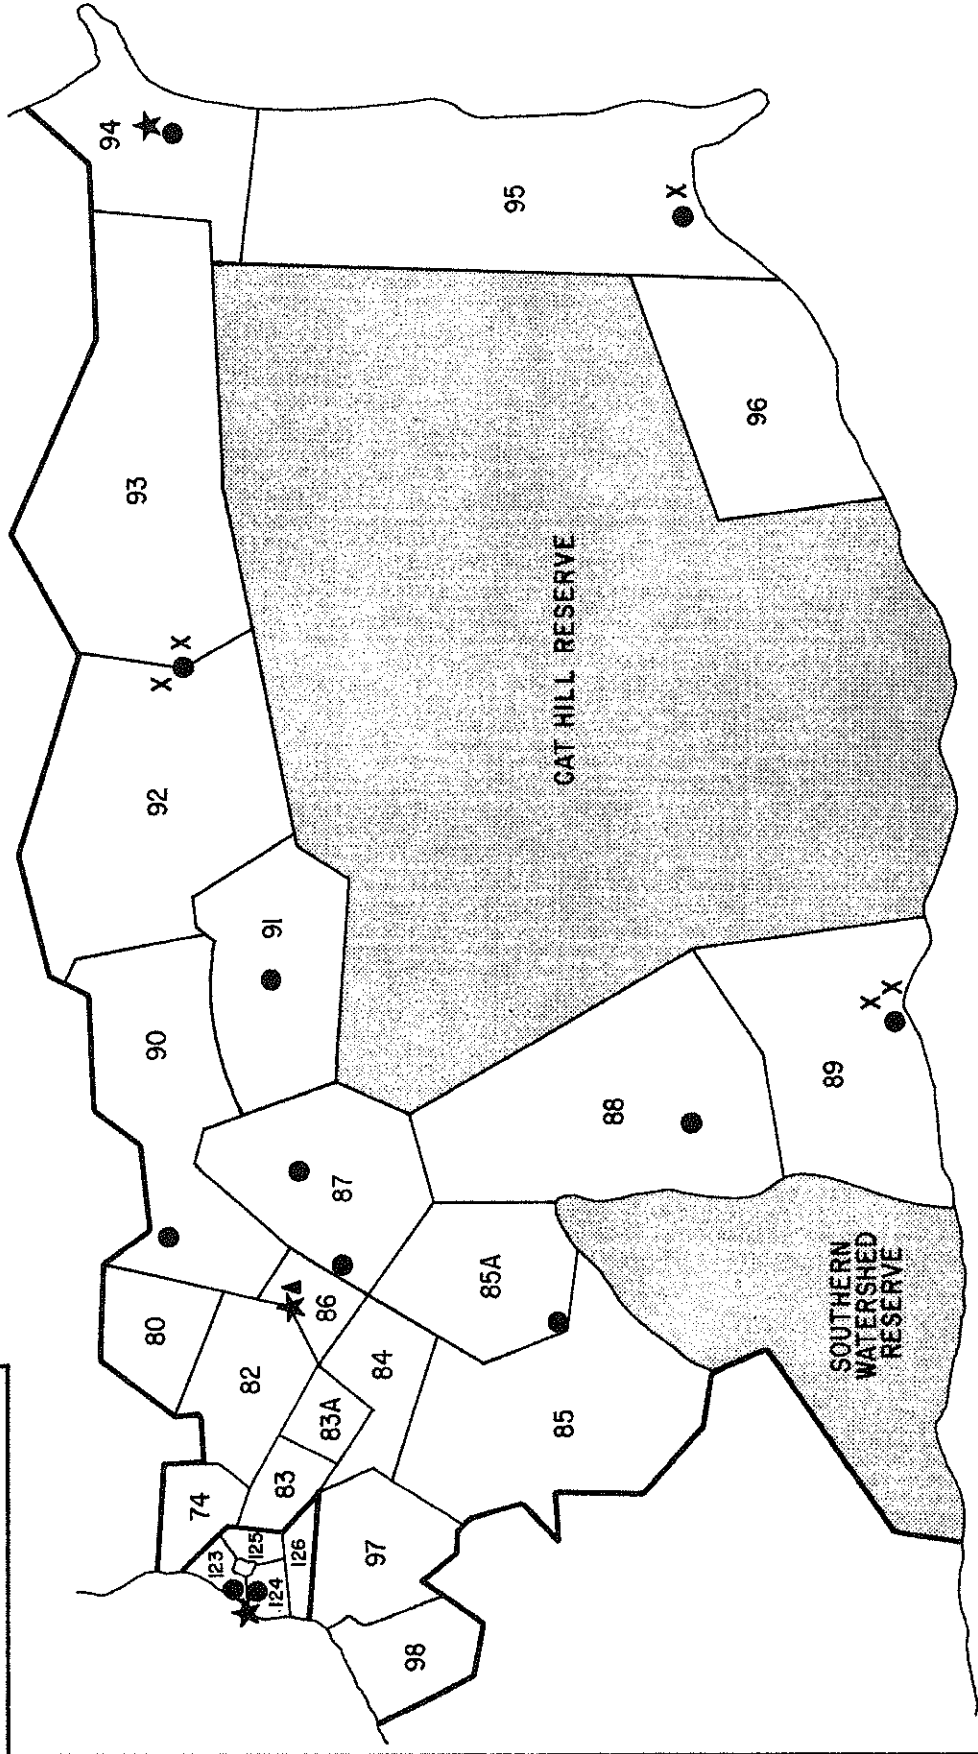 94
X
95
93
96
X
X
CAT HILL RESERVE
92
91
90
X
X
89
88
87
SOUTHERN
WATERSHED
RESERVE
85A
86
80
82
84
83A
85
83
74
125
123
126
124
97
98